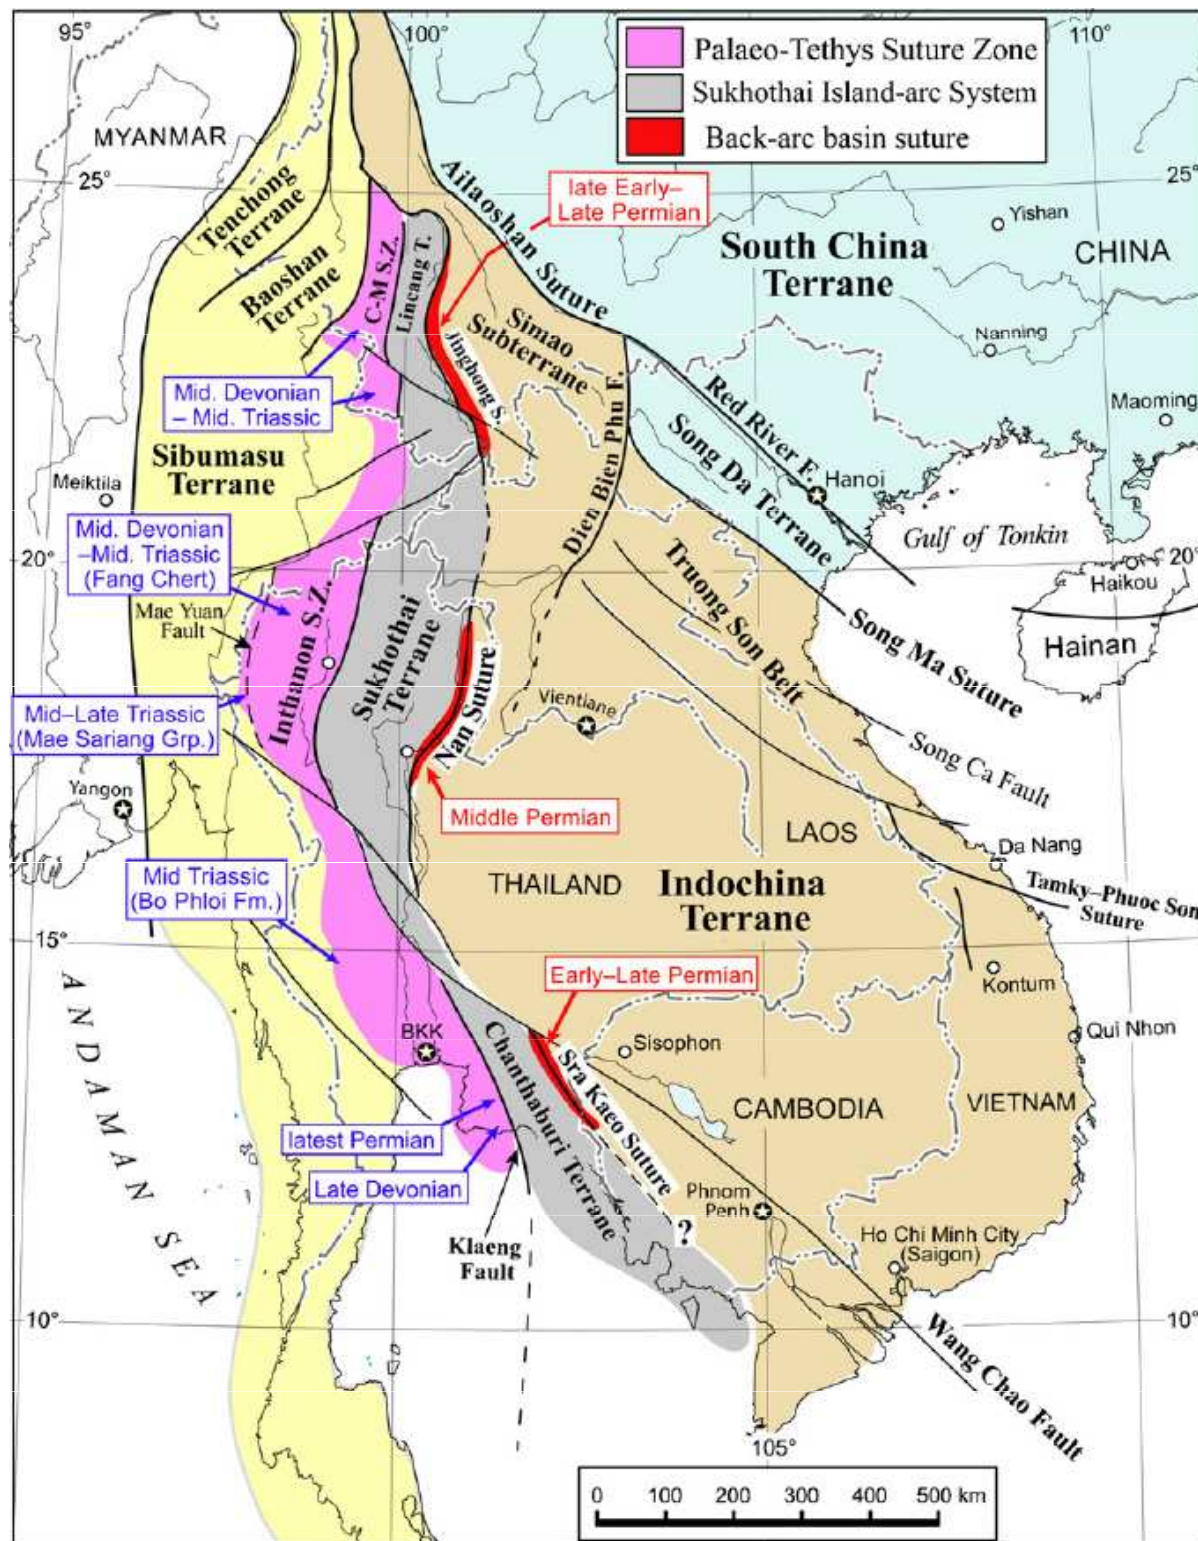 95°
100°
110°
Palaeo-Tethys Suture Zone
Sukhothai Island-arc System
Back-arc basin suture
MYANMAR
25°
25°
Tenchong
Terrane
Baoshan
Terrane
C-M S.Z.
Lincang T.
Ailaoshan Suture
late Early–
Late Permian
Yishan
South China
Terrane
CHINA
Nanning
Simao
Subterrane
Jinghong S.
Mid. Devonian
– Mid. Triassic
Maoming
Dien Bien Phu F.
Red River F.
Hanoi
Song Da Terrane
Sibumasu
Terrane
Meiktila
Mid. Devonian
–Mid. Triassic
(Fang Chert)
Gulf of Tonkin
20°
20°
Haikou
Hainan
Mae Yuan
Fault
Inthanon S.Z.
Sukhothai
Terrane
Truong Son Belt
Song Ma Suture
Nan Suture
Vientiane
Mid–Late Triassic
(Mae Sariang Grp.)
Song Ca Fault
Yangon
Middle Permian
LAOS
Da Nang
Mid Triassic
(Bo Phloi Fm.)
THAILAND
Indochina
Terrane
Tamky–Phuoc Son
Suture
15°
15°
Early–Late Permian
Kontum
ANDAMAN SEA
BKK
Sisophon
Qui Nhon
Chanthaburi Terrane
Sra Kaeo Suture
CAMBODIA
VIETNAM
latest Permian
Late Devonian
Phnom
Penh
?
Klaeng
Fault
Ho Chi Minh City
(Saigon)
10°
10°
Wang Chao Fault
105°
0 100 200 300 400 500 km